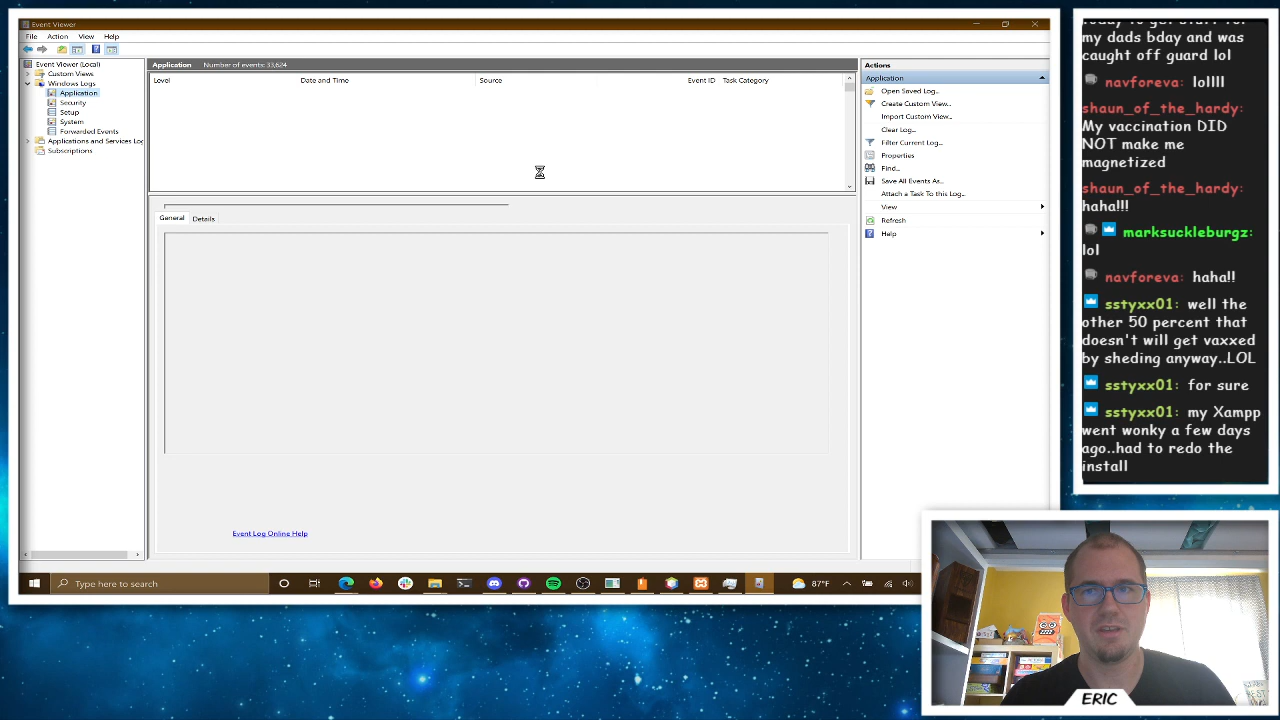 Event Viewer
File Action View Help
Event Viewer (Local)
Custom Views
Windows Logs
Application
Security
Setup
System
Forwarded Events
Applications and Services Log
Subscriptions
Application Number of events: 33,624
Level Date and Time Source Event ID Task Category
General Details
Event Log Online Help
Actions
Application
Open Saved Log...
Create Custom View...
Import Custom View...
Clear Log...
Filter Current Log...
Properties
Find...
Save All Events As...
Attach a Task To this Log...
View
Refresh
Help
Type here to search
87°F
my dads bday and was
caught off guard lol
navforeva: lollll
shaun_of_the_hardy:
My vaccination DID
NOT make me
magnetized
shaun_of_the_hardy:
haha!!!
marksuckleburgz:
lol
navforeva: haha!!
sstyxx01: well the
other 50 percent that
doesn't will get vaxxed
by sheding anyway..LOL
sstyxx01: for sure
sstyxx01: my Xampp
went wonky a few days
ago..had to redo the
install
ERIC